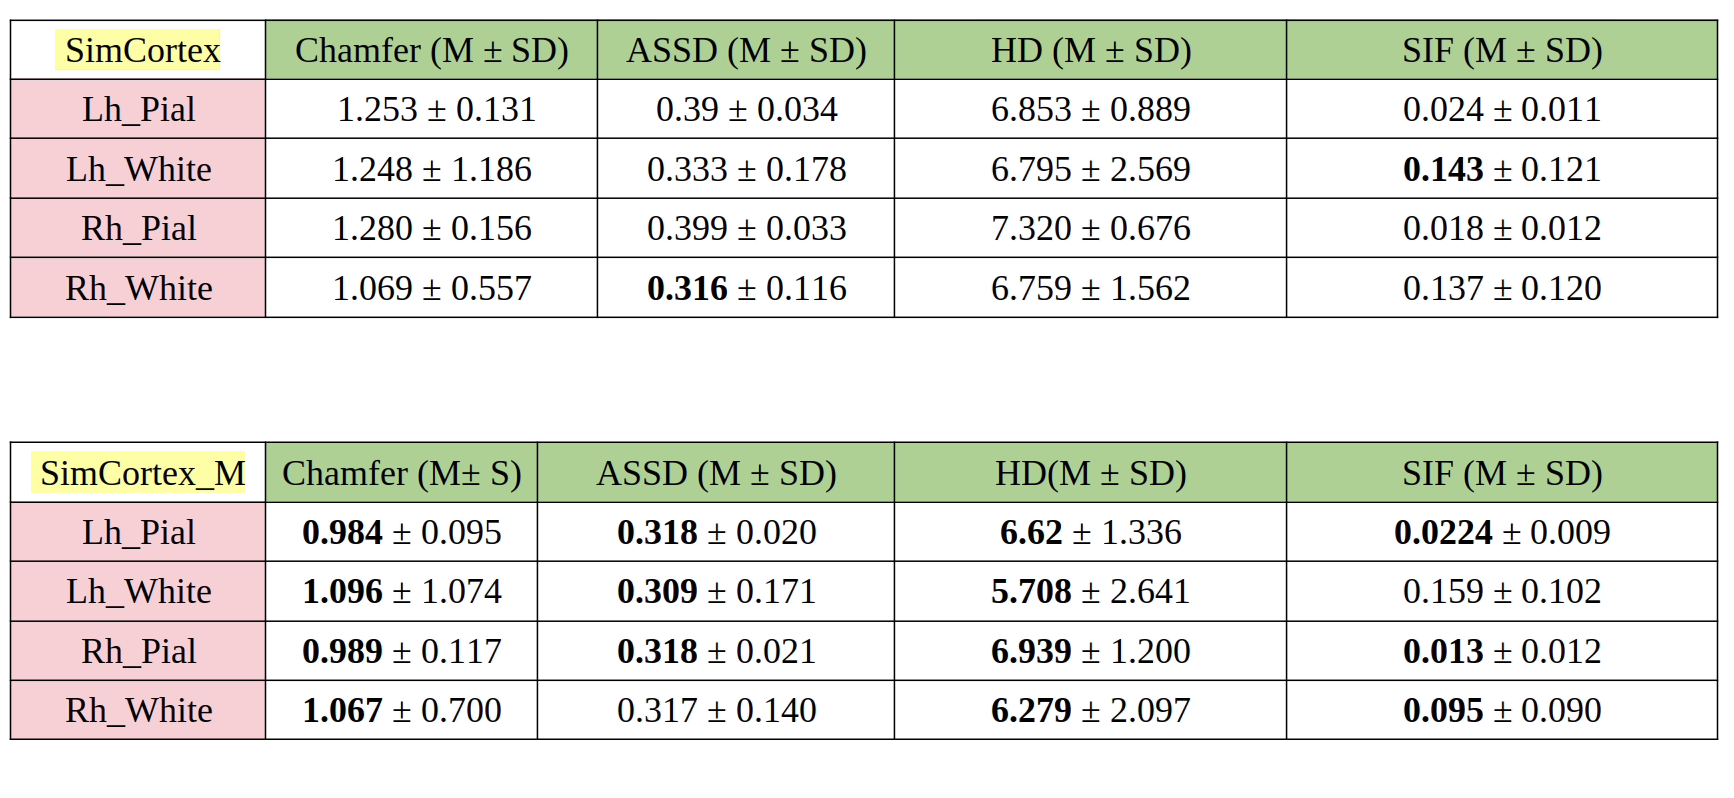 SimCortex Chamfer (M ± SD) ASSD (M ± SD) HD (M ± SD) SIF (M ± SD)
Lh_Pial 1.253 ± 0.131 0.39 ± 0.034 6.853 ± 0.889 0.024 ± 0.011
Lh_White 1.248 ± 1.186 0.333 ± 0.178 6.795 ± 2.569 0.143 ± 0.121
Rh_Pial 1.280 ± 0.156 0.399 ± 0.033 7.320 ± 0.676 0.018 ± 0.012
Rh_White 1.069 ± 0.557 0.316 ± 0.116 6.759 ± 1.562 0.137 ± 0.120
SimCortex_M Chamfer (M± S) ASSD (M ± SD) HD(M ± SD) SIF (M ± SD)
Lh_Pial 0.984 ± 0.095 0.318 ± 0.020 6.62 ± 1.336 0.0224 ± 0.009
Lh_White 1.096 ± 1.074 0.309 ± 0.171 5.708 ± 2.641 0.159 ± 0.102
Rh_Pial 0.989 ± 0.117 0.318 ± 0.021 6.939 ± 1.200 0.013 ± 0.012
Rh_White 1.067 ± 0.700 0.317 ± 0.140 6.279 ± 2.097 0.095 ± 0.090